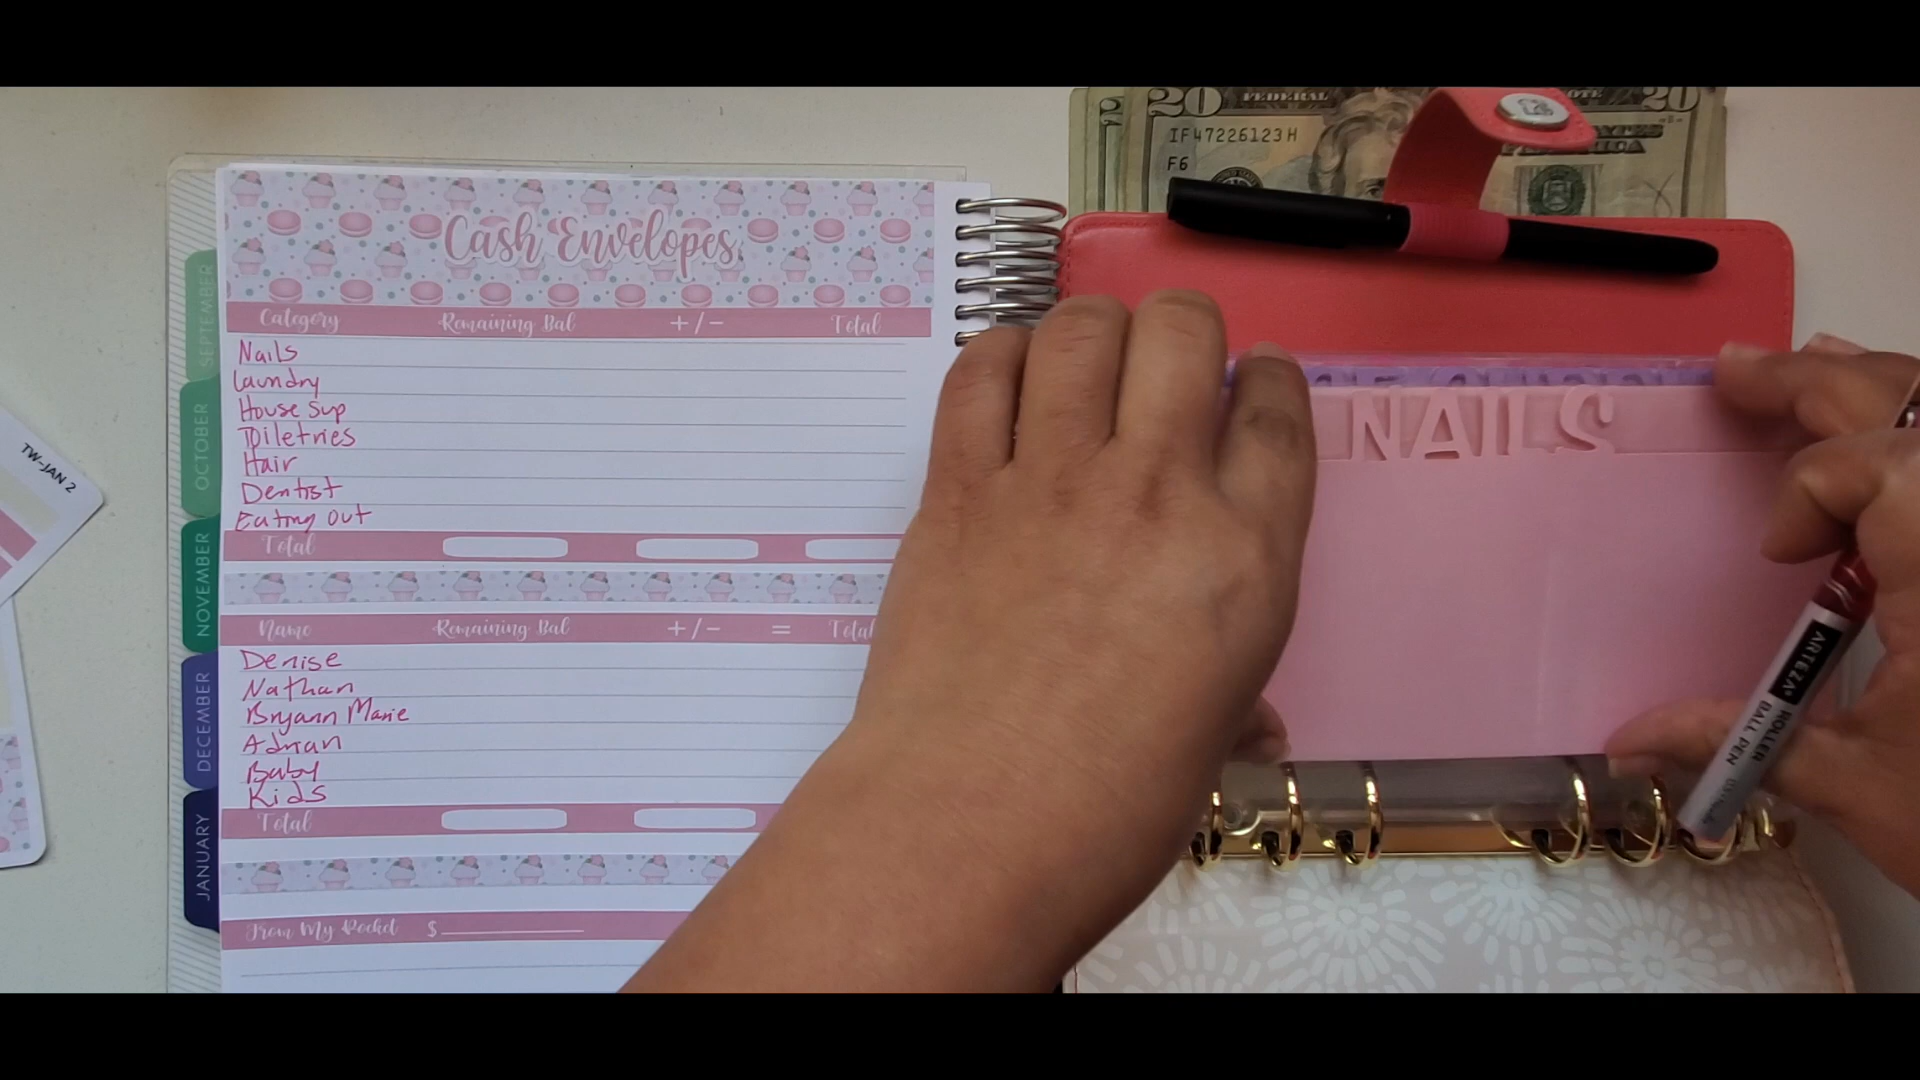 Cash Envelopes
Category Remaining Bal +/- Total
Nails
Laundry
House Sup
Toiletries
Hair
Dentist
Eating Out
Total
Name Remaining Bal +/- = Total
Denise
Nathan
Bryann Marie
Adrian
Baby
Kids
Total
From My Pocket $
SEPTEMBER
OCTOBER
NOVEMBER
DECEMBER
JANUARY
TW-JAN 2
20 FEDERAL NOTE 20
IF47226123H
F6
NAILS
ARTEZA® ROLLER
BALL PEN